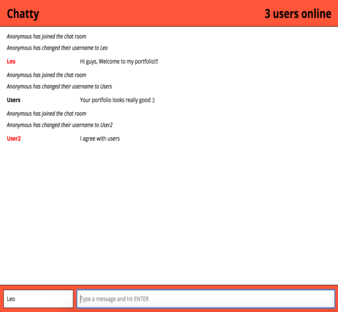 Chatty 3 users online
Anonymous has joined the chat room
Anonymous has changed their username to Leo
Leo Hi guys, Welcome to my portfolio!!!
Anonymous has joined the chat room
Anonymous has changed their username to Users
Users Your portfolio looks really good :)
Anonymous has joined the chat room
Anonymous has changed their username to User2
User2 I agree with users
Leo Type a message and hit ENTER